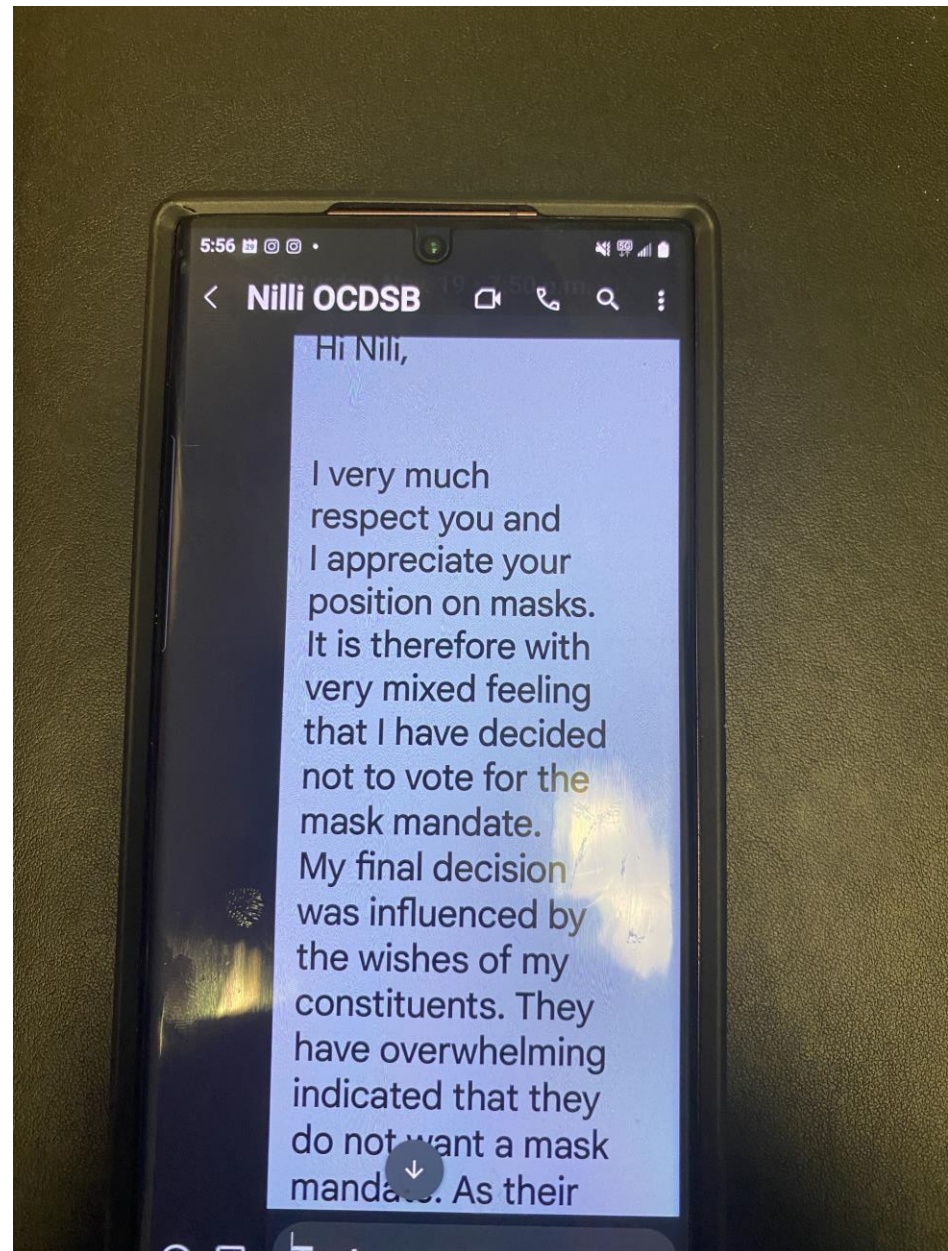 5:56
Nilli OCDSB
Hi Nili,
I very much
respect you and
I appreciate your
position on masks.
It is therefore with
very mixed feeling
that I have decided
not to vote for the
mask mandate.
My final decision
was influenced by
the wishes of my
constituents. They
have overwhelming
indicated that they
do not want a mask
As their